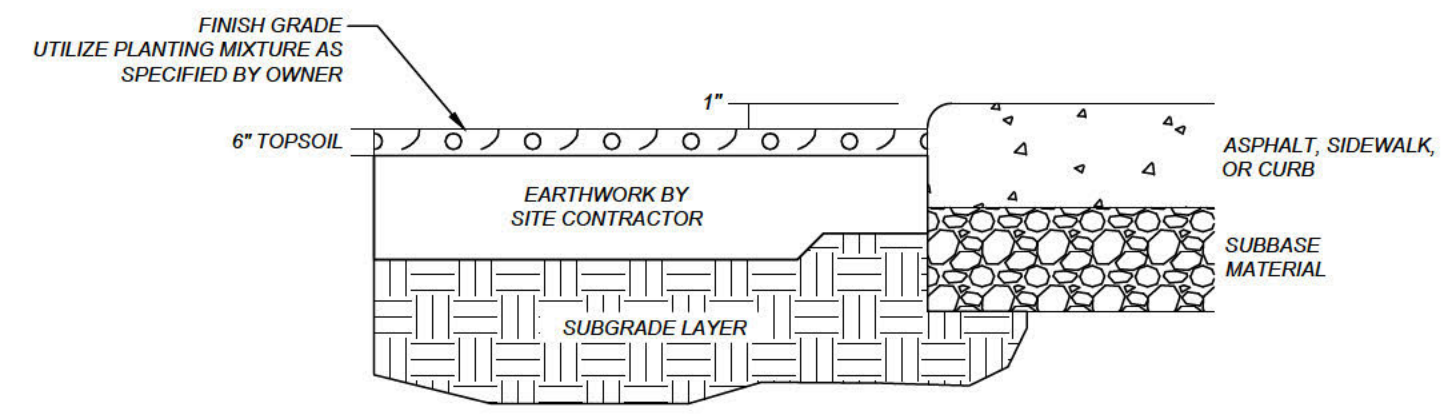 FINISH GRADE
UTILIZE PLANTING MIXTURE AS
SPECIFIED BY OWNER
1"
6" TOPSOIL
ASPHALT, SIDEWALK,
OR CURB
EARTHWORK BY
SITE CONTRACTOR
SUBBASE
MATERIAL
SUBGRADE LAYER